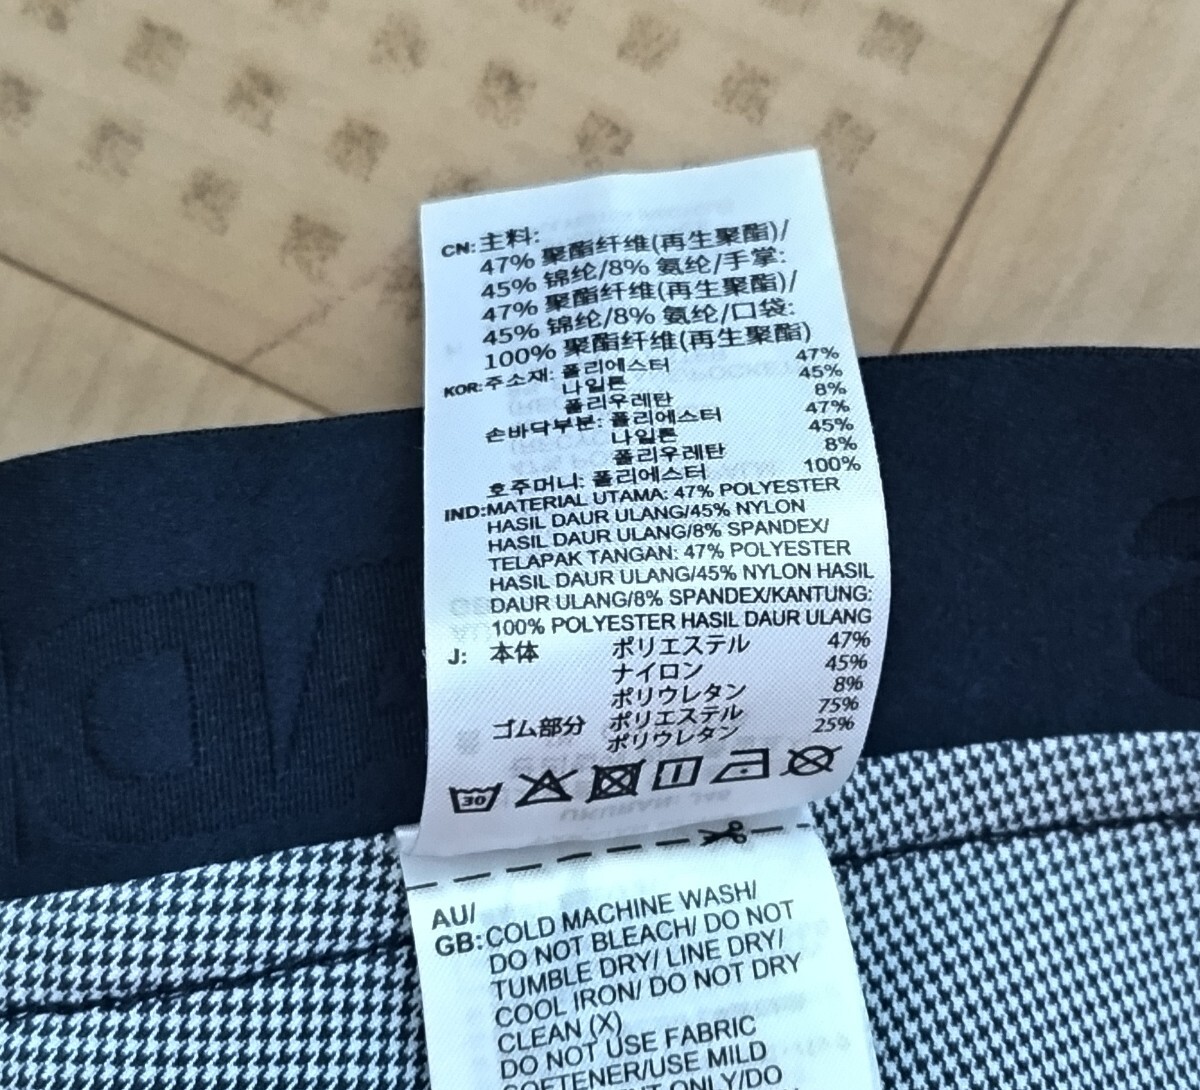 CN: 主料:
47% 聚酯纤维(再生聚酯)/
45% 锦纶/8% 氨纶/手掌:
47% 聚酯纤维(再生聚酯)/
45% 锦纶/8% 氨纶/口袋:
100% 聚酯纤维(再生聚酯)
KOR: 주소재: 폴리에스터 47%
나일론 45%
폴리우레탄 8%
손바닥부분: 폴리에스터 47%
나일론 45%
폴리우레탄 8%
호주머니: 폴리에스터 100%
IND: MATERIAL UTAMA: 47% POLYESTER
HASIL DAUR ULANG/45% NYLON
HASIL DAUR ULANG/8% SPANDEX/
TELAPAK TANGAN: 47% POLYESTER
HASIL DAUR ULANG/45% NYLON HASIL
DAUR ULANG/8% SPANDEX/KANTUNG:
100% POLYESTER HASIL DAUR ULANG
J: 本体 ポリエステル 47%
ナイロン 45%
ポリウレタン 8%
ゴム部分 ポリエステル 75%
ポリウレタン 25%
30
AU/
GB: COLD MACHINE WASH/
DO NOT BLEACH/ DO NOT
TUMBLE DRY/ LINE DRY/
COOL IRON/ DO NOT DRY
CLEAN (X)
DO NOT USE FABRIC
SOFTENER/USE MILD
ONLY/DO